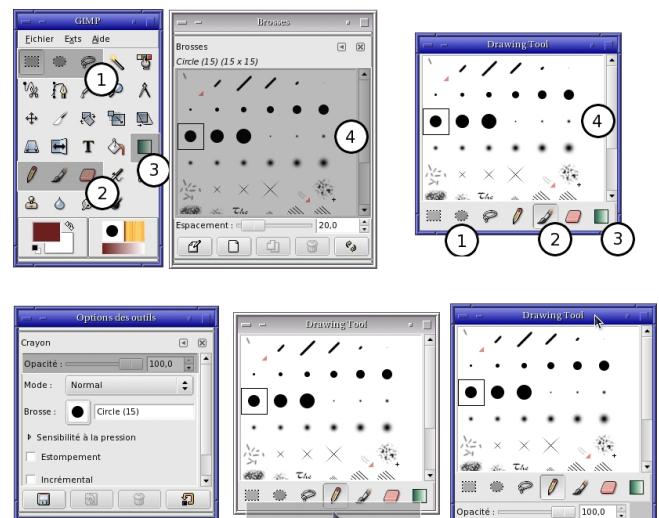 GIMP
Fichier Exts Aide
1
3
2
Brosses
Brosses
Circle (15) (15 x 15)
4
Espacement : 20,0
Drawing Tool
4
1
2
3
Options des outils
Crayon
Opacité : 100,0
Mode : Normal
Brosse : Circle (15)
Sensibilité à la pression
Estompement
Incrémental
Drawing Tool
Drawing Tool
Opacité : 100,0